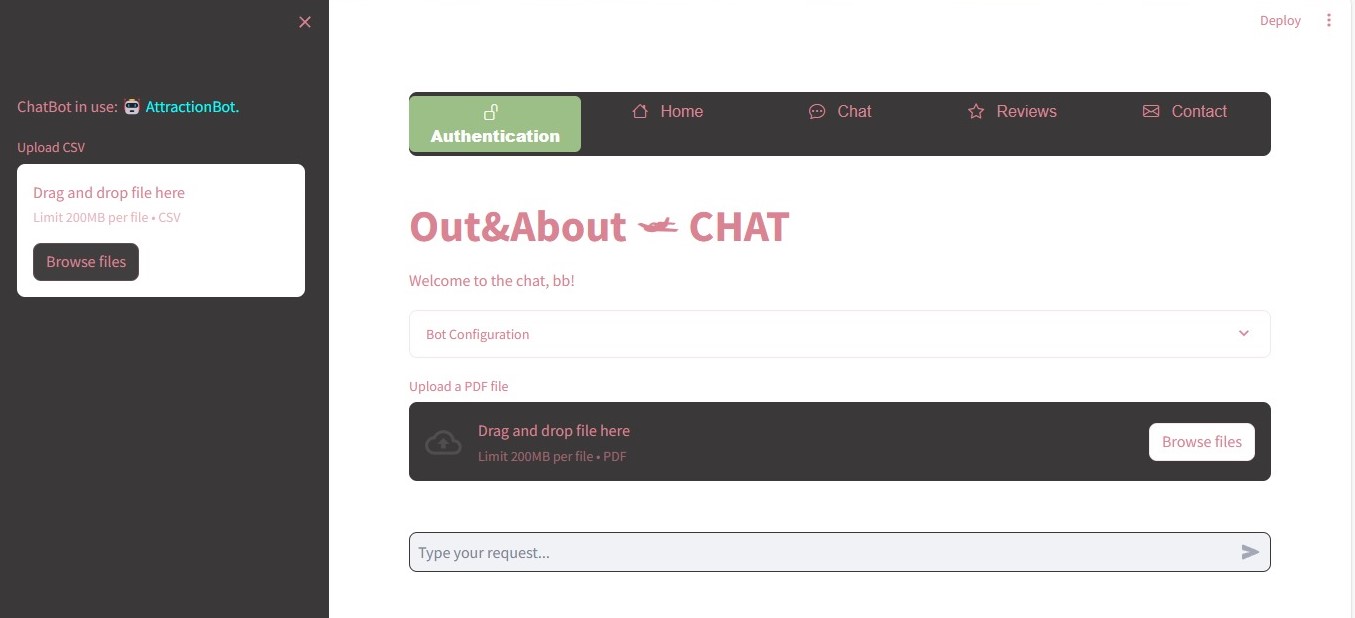 Deploy
ChatBot in use: AttractionBot.
Upload CSV
Drag and drop file here
Limit 200MB per file • CSV
Browse files
Authentication
Home
Chat
Reviews
Contact
Out&About CHAT
Welcome to the chat, bb!
Bot Configuration
Upload a PDF file
Drag and drop file here
Limit 200MB per file • PDF
Browse files
Type your request...